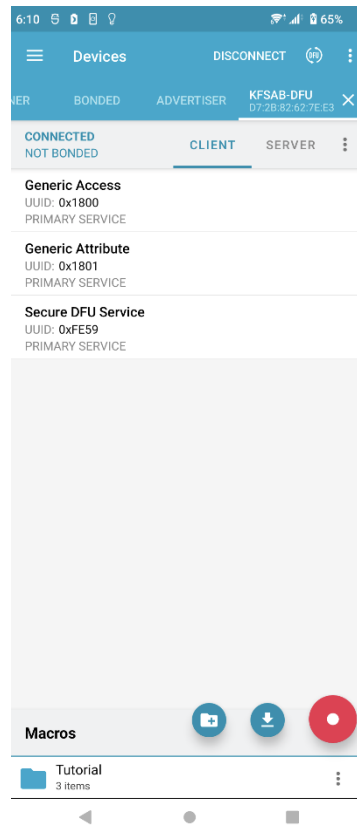 6:10 65%
Devices DISCONNECT DFU
NER BONDED ADVERTISER KFSAB-DFU
D7:2B:82:62:7E:E3
CONNECTED
NOT BONDED CLIENT SERVER
Generic Access
UUID: 0x1800
PRIMARY SERVICE
Generic Attribute
UUID: 0x1801
PRIMARY SERVICE
Secure DFU Service
UUID: 0xFE59
PRIMARY SERVICE
Macros
Tutorial
3 items